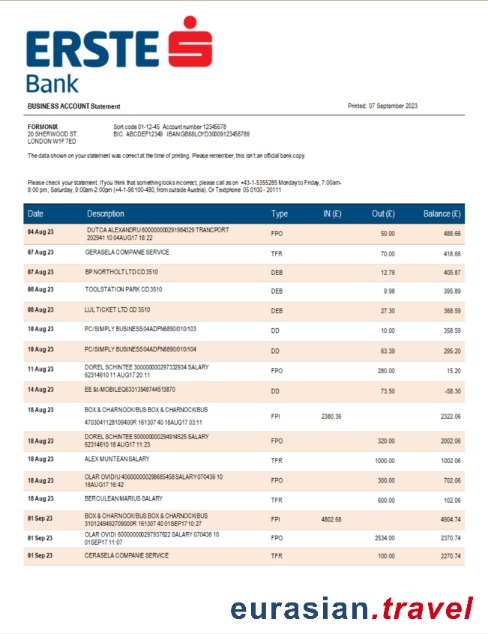 ERSTE S
Bank
BUSINESS ACCOUNT Statement Printed: 07 September 2023
FORMONIX Sort code 01-12-45 Account number 12345678
20 SHERWOOD ST. BIC. ABCDEF12349 IBANGB68LOYD30009123456789
LONDON W1F 7ED
The data shown on your statement was correct at the time of printing. Please remember, this isn't an official bank copy.
Please check your statement. If you think that something looks incorrect, please call as on +43-1-5355285 Monday to Friday, 7:00am-
8:00 pm; Saturday, 9:00am-2:00pm (+4-1-98100-480, from outside Austria). Or Textphone 05 0100 - 20111
Date Description Type IN (£) Out (£) Balance (£)
04 Aug 23 DUTCA ALEXANDRU 600000000291984029 TRANCPORT FPO 50.00 488.66
202941 10 04AUG17 18:22
07 Aug 23 GERASELA COMPANIE SERVICE TFR 70.00 418.66
07 Aug 23 BP NORTHOLT LTD CD 3510 DEB 12.79 405.87
08 Aug 23 TOOLSTATION PARK CD 3510 DEB 9.98 395.89
08 Aug 23 LUL TICKET LTD CD 3510 DEB 27.30 368.59
10 Aug 23 PC/SIMPLY BUSINESS04ADFN6890/010/103 DD 10.00 358.59
10 Aug 23 PC/SIMPLY BUSINESS04ADFN6890/010/104 DD 63.39 295.20
11 Aug 23 DOREL SCHINTEE 300000000297332934 SALARY FPO 280.00 15.20
62314610 11 AUG17 20:11
14 Aug 23 EE &t-MOBILEQ63313546744513870 DD 73.50 -58.30
18 Aug 23 BOX & CHARNOCK/BUS BOX & CHARNOCK/BUS FPI 2380.36 2322.06
4703041128109400R 161307 40 18AUG17 03:11
18 Aug 23 DOREL SCHINTEE 500000000294914525 SALARY FPO 320.00 2002.06
62314610 18 AUG17 11:23
18 Aug 23 ALEX MUNTEAN SALARY TFR 1000.00 1002.06
18 Aug 23 OLAR OVIDIU 400000000298685458 SALARY 070436 10 FPO 300.00 702.06
18AUG17 16:42
18 Aug 23 BERCULEAN MARIUS SALARY TFR 600.00 102.06
01 Sep 23 BOX & CHARNOCK/BUS BOX & CHARNOCK/BUS FPI 4802.68 4904.74
3101249492709000R 161307 40 01SEP17 10:27
01 Sep 23 OLAR OVIDI 600000000297937622 SALARY 070436 10 FPO 2534.00 2370.74
01SEP17 11:07
01 Sep 23 CERASELA COMPANIE SERVICE TFR 100.00 2270.74
eurasian.travel